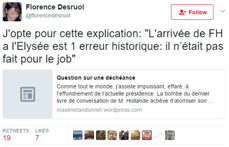 Florence Desruol
@florencedesruol
Follow
J'opte pour cette explication: "L'arrivée de FH
a l'Elysée est 1 erreur historique: il n´était pas
fait pour le job"
Question sur une déchéance
Comme tout le monde, j'assiste impuissant, effaré, à
l'effondrement de l'actuelle présidence. La bombe du dernier
livre de conversation de M. Hollande achève d'atomiser son ...
maximetandonnet.wordpress.com
RETWEETS
LIKES
19
7